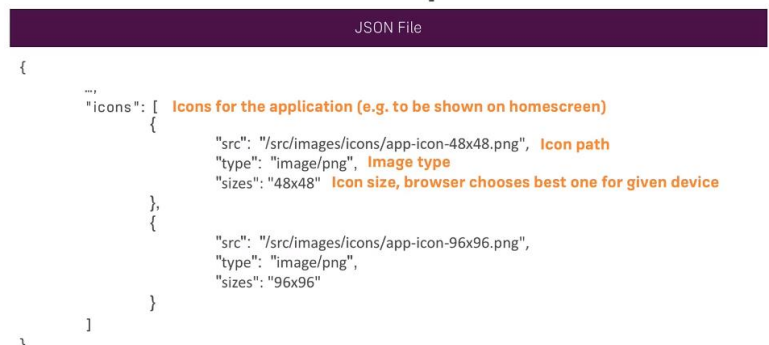 JSON File
{
…,
"icons": [ Icons for the application (e.g. to be shown on homescreen)
{
"src": "/src/images/icons/app-icon-48x48.png", Icon path
"type": "image/png", Image type
"sizes": "48x48" Icon size, browser chooses best one for given device
},
{
"src": "/src/images/icons/app-icon-96x96.png",
"type": "image/png",
"sizes": "96x96"
}
]
}